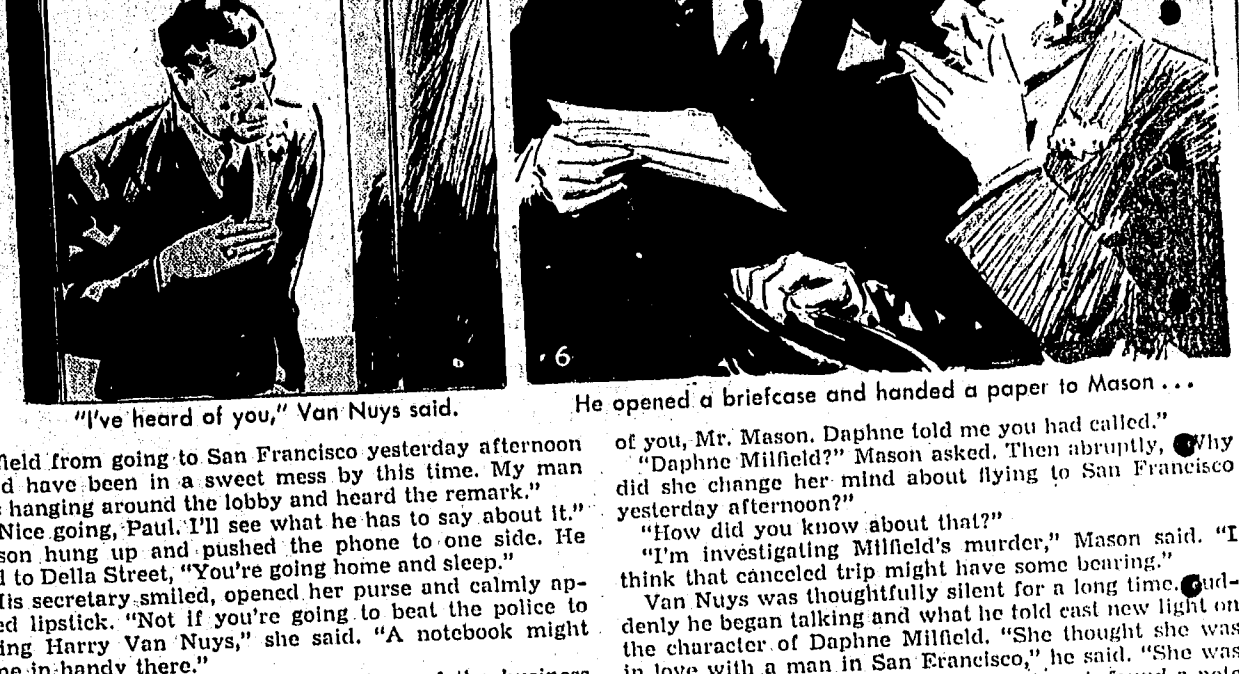 6
"I've heard of you," Van Nuys said.
He opened a briefcase and handed a paper to Mason ...
field from going to San Francisco yesterday afternoon
d have been in a sweet mess by this time. My man
hanging around the lobby and heard the remark."
Nice going, Paul. I'll see what he has to say about it."
son hung up and pushed the phone to one side. He
d to Della Street, "You're going home and sleep."
His secretary smiled, opened her purse and calmly ap-
ed lipstick. "Not if you're going to beat the police to
ing Harry Van Nuys," she said. "A notebook might
me in handy there."
of the business
of you, Mr. Mason. Daphne told me you had called."
"Daphne Milfield?" Mason asked. Then abruptly, Why
did she change her mind about flying to San Francisco
yesterday afternoon?"
"How did you know about that?"
"I'm investigating Milfield's murder," Mason said. "I
think that canceled trip might have some bearing."
Van Nuys was thoughtfully silent for a long time. ud-
denly he began talking and what he told cast new light on
the character of Daphne Milfield. "She thought she was
in love with a man in San Francisco," he said. "She was
found a note